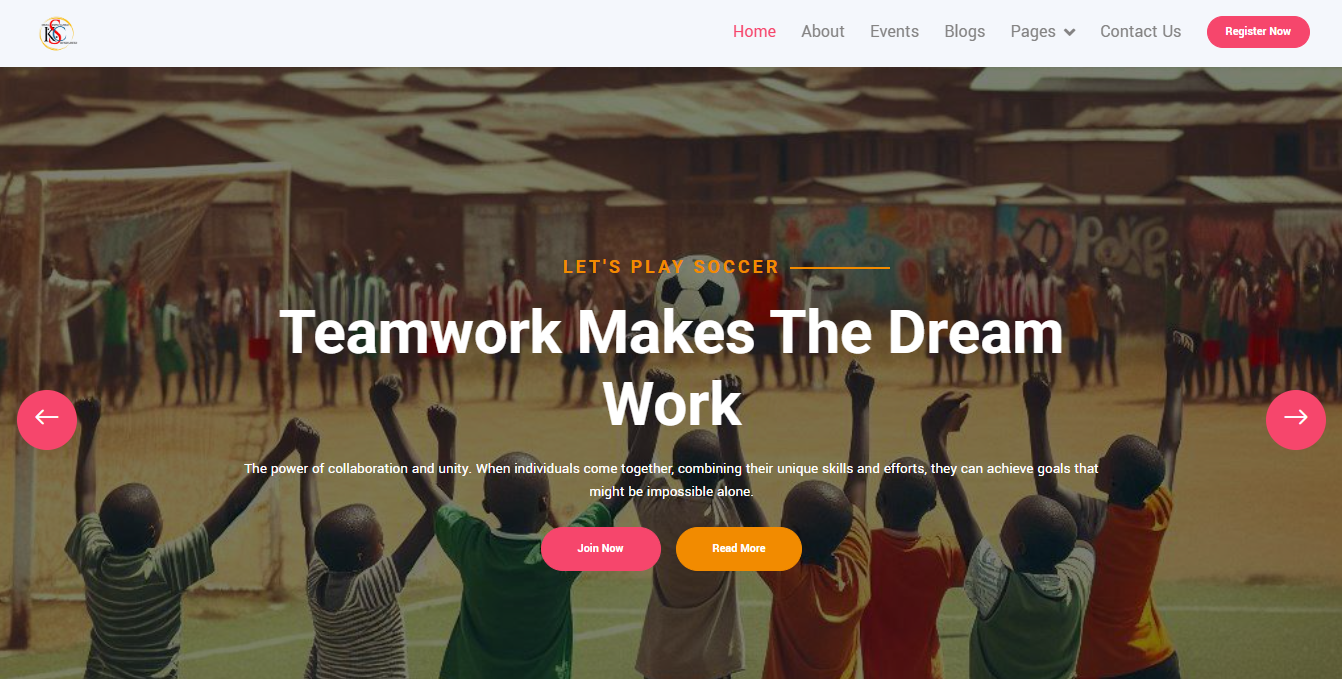 KSC
Home About Events Blogs Pages Contact Us Register Now
LET'S PLAY SOCCER
Teamwork Makes The Dream
Work
The power of collaboration and unity. When individuals come together, combining their unique skills and efforts, they can achieve goals that
might be impossible alone.
Join Now Read More